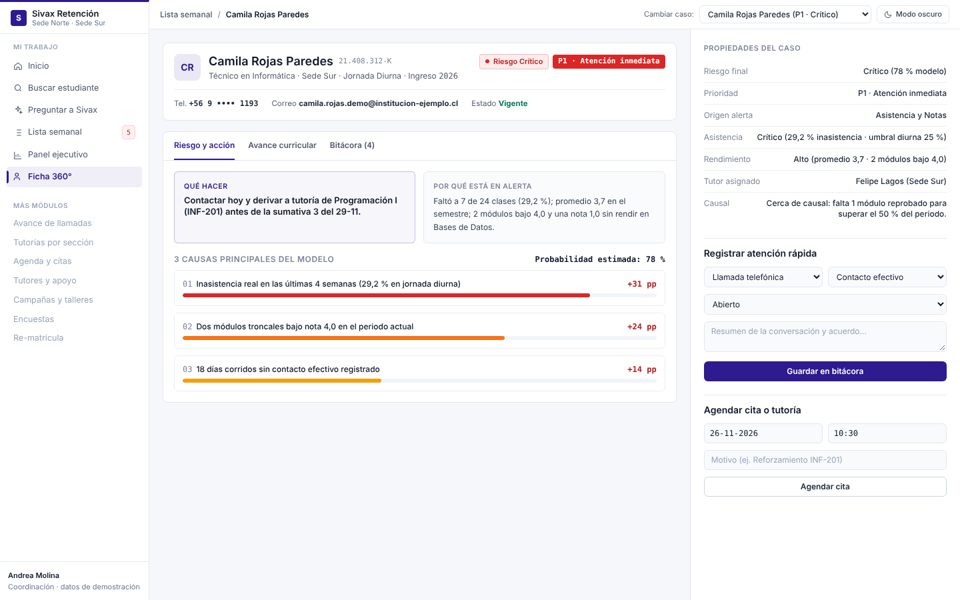 S
Sivax Retención
Sede Norte · Sede Sur
MI TRABAJO
Inicio
Buscar estudiante
Preguntar a Sivax
Lista semanal 5
Panel ejecutivo
Ficha 360°
MÁS MÓDULOS
Avance de llamadas
Tutorías por sección
Agenda y citas
Tutores y apoyo
Campañas y talleres
Encuestas
Re-matrícula
Andrea Molina
Coordinación · datos de demostración
Lista semanal / Camila Rojas Paredes
Cambiar caso: Camila Rojas Paredes (P1 · Crítico) Modo oscuro
CR
Camila Rojas Paredes 21.408.312-K
Riesgo Crítico P1 · Atención inmediata
Técnico en Informática · Sede Sur · Jornada Diurna · Ingreso 2026
Tel. +56 9 •••• 1193 Correo camila.rojas.demo@institucion-ejemplo.cl Estado Vigente
Riesgo y acción Avance curricular Bitácora (4)
QUÉ HACER
Contactar hoy y derivar a tutoría de Programación I
(INF-201) antes de la sumativa 3 del 29-11.
POR QUÉ ESTÁ EN ALERTA
Faltó a 7 de 24 clases (29,2 %); promedio 3,7 en el
semestre; 2 módulos bajo 4,0 y una nota 1,0 sin rendir en
Bases de Datos.
3 CAUSAS PRINCIPALES DEL MODELO Probabilidad estimada: 78 %
01 Inasistencia real en las últimas 4 semanas (29,2 % en jornada diurna) +31 pp
02 Dos módulos troncales bajo nota 4,0 en el periodo actual +24 pp
03 18 días corridos sin contacto efectivo registrado +14 pp
PROPIEDADES DEL CASO
Riesgo final Crítico (78 % modelo)
Prioridad P1 · Atención inmediata
Origen alerta Asistencia y Notas
Asistencia Crítico (29,2 % inasistencia · umbral diurna 25 %)
Rendimiento Alto (promedio 3,7 · 2 módulos bajo 4,0)
Tutor asignado Felipe Lagos (Sede Sur)
Causal Cerca de causal: falta 1 módulo reprobado para
superar el 50 % del periodo.
Registrar atención rápida
Llamada telefónica Contacto efectivo
Abierto
Resumen de la conversación y acuerdo...
Guardar en bitácora
Agendar cita o tutoría
26-11-2026 10:30
Motivo (ej. Reforzamiento INF-201)
Agendar cita